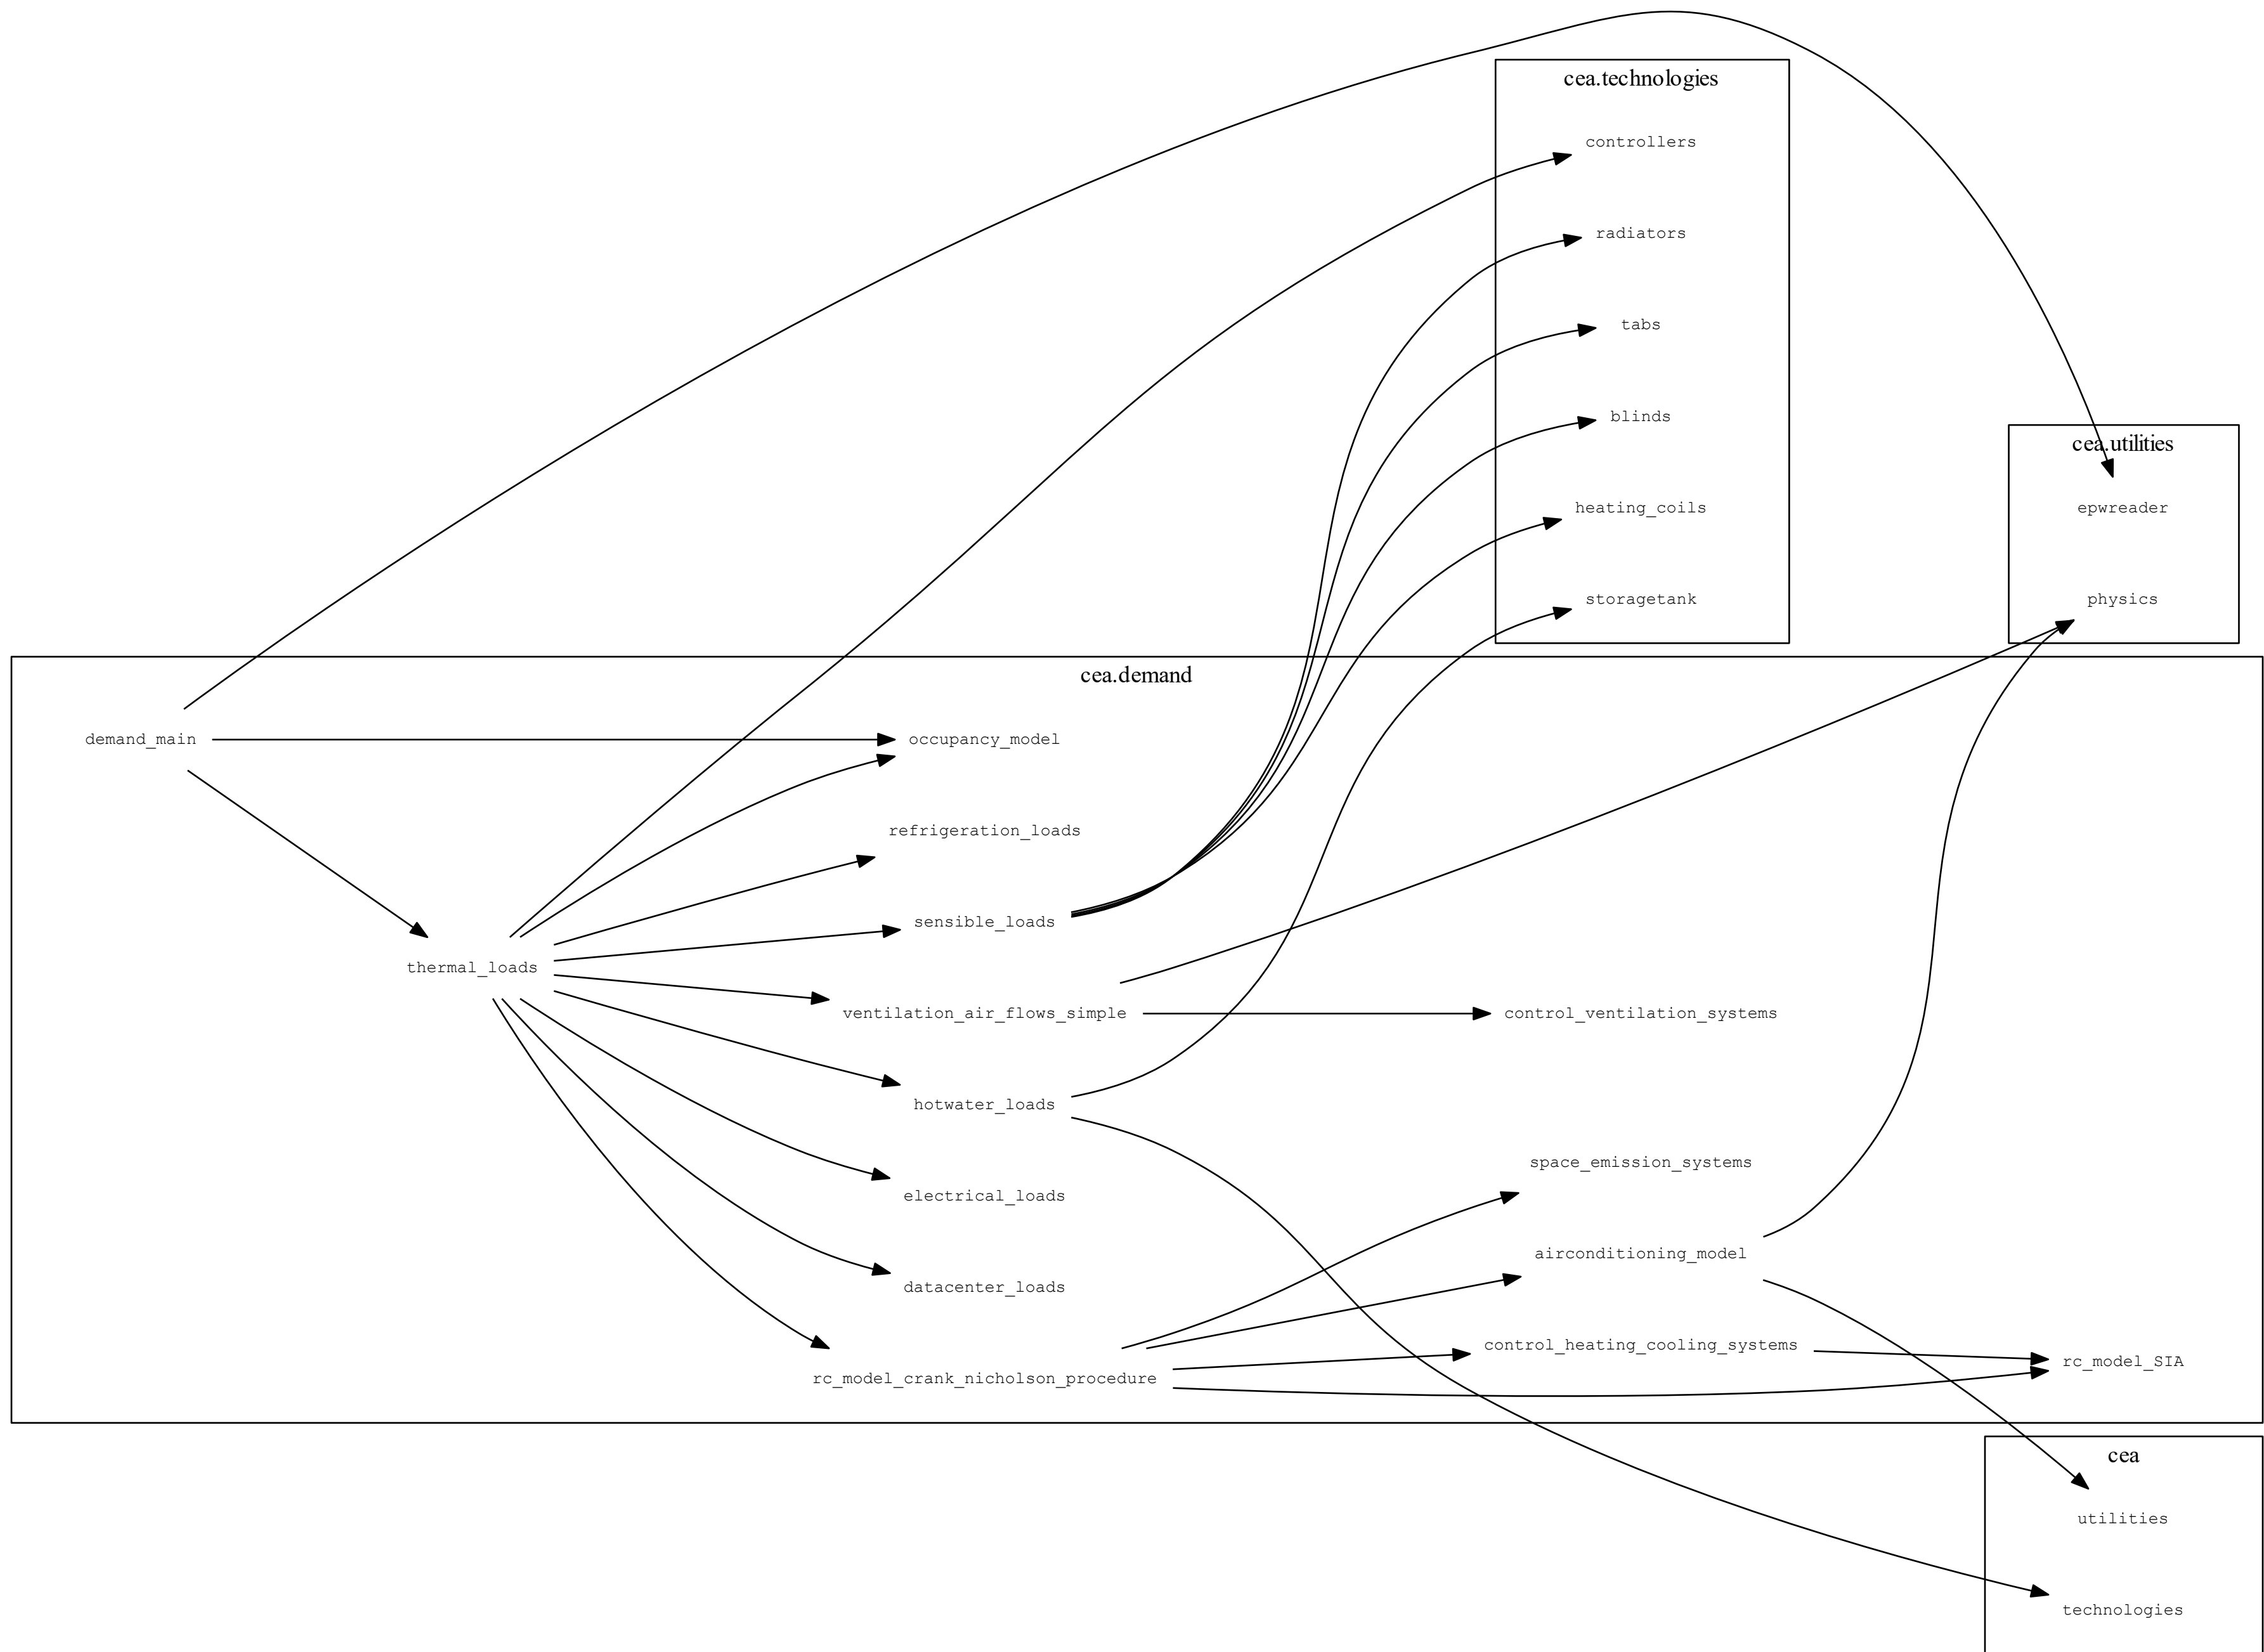 cea.technologies
controllers
radiators
tabs
blinds
heating_coils
storagetank
cea.utilities
epwreader
physics
cea.demand
demand_main
occupancy_model
refrigeration_loads
sensible_loads
thermal_loads
ventilation_air_flows_simple
control_ventilation_systems
hotwater_loads
space_emission_systems
electrical_loads
airconditioning_model
datacenter_loads
control_heating_cooling_systems
rc_model_SIA
rc_model_crank_nicholson_procedure
cea
utilities
technologies